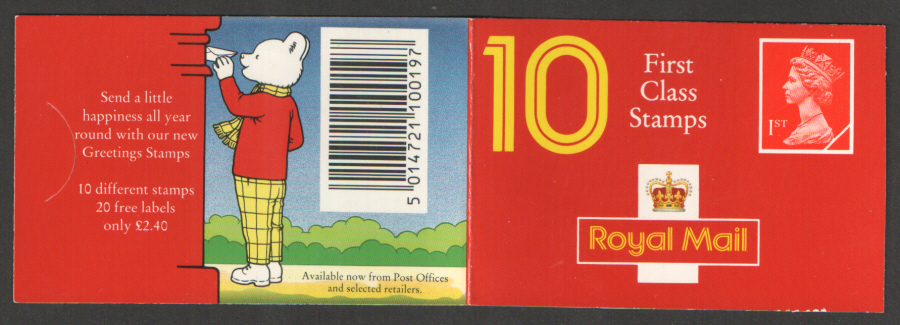 Send a little
happiness all year
round with our new
Greetings Stamps
10 different stamps
20 free labels
only £2.40
5 014721 100197
Available now from Post Offices
and selected retailers.
10
First
Class
Stamps
1ST
Royal Mail